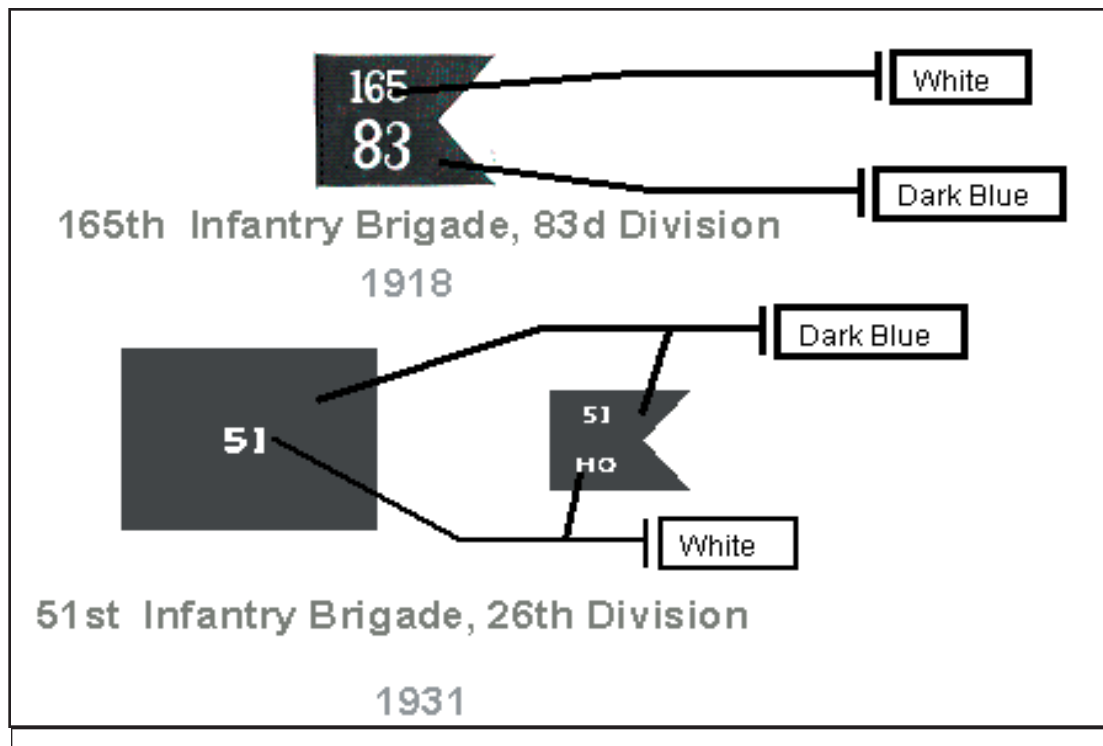 165
83
White
Dark Blue
165th Infantry Brigade, 83d Division
1918
Dark Blue
51
51
HQ
White
51st Infantry Brigade, 26th Division
1931